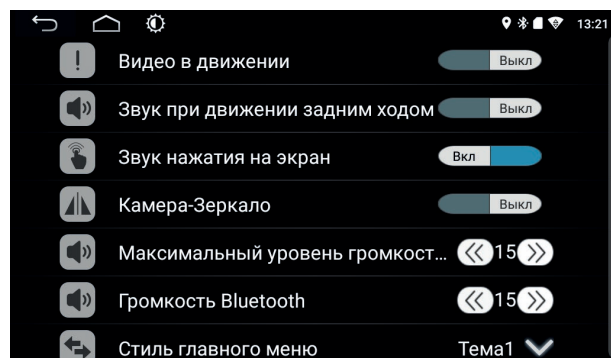 13:21
Видео в движении Выкл
Звук при движении задним ходом Выкл
Звук нажатия на экран Вкл
Камера-Зеркало Выкл
Максимальный уровень громкост... 15
Громкость Bluetooth 15
Стиль главного меню Тема1